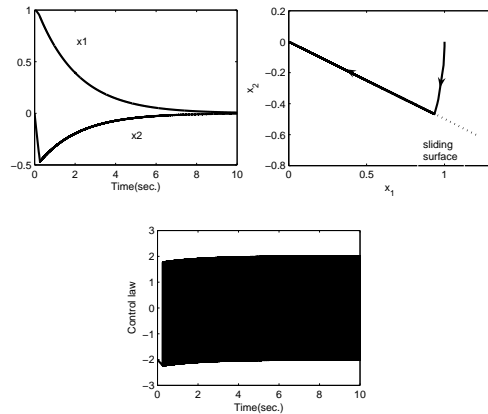 1
0.5
0
-0.5
0 2 4 6 8 10
Time(sec.)
x1
x2
0.2
0
-0.2
-0.4
-0.6
-0.8
0 0.5 1
x1
x2
sliding
surface
3
2
1
0
-1
-2
-3
0 2 4 6 8 10
Time(sec.)
Control law